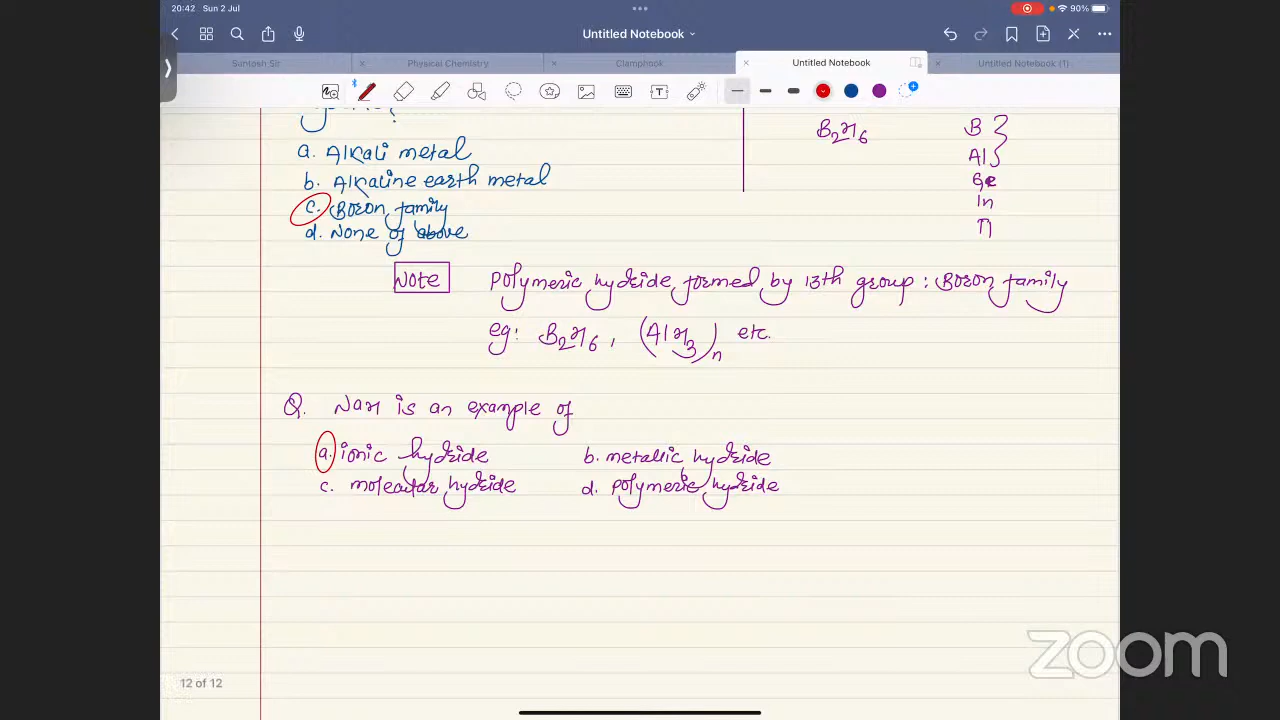 20:42 Sun 2 Jul
90%
Untitled Notebook
Santosh Sir
Physical Chemistry
Clamphook
Untitled Notebook
Untitled Notebook (1)
a. Alkali metal
b. Alkaline earth metal
c. Boron family
d. None of above
B2H6
B
Al
Ge
In
Tl
Note Polymeric hydride formed by 13th group : Boron family
eg: B2H6, (AlH3)n etc.
Q. NaH is an example of
a. ionic hydride b. metallic hydride
c. molecular hydride d. polymeric hydride
12 of 12
zoom